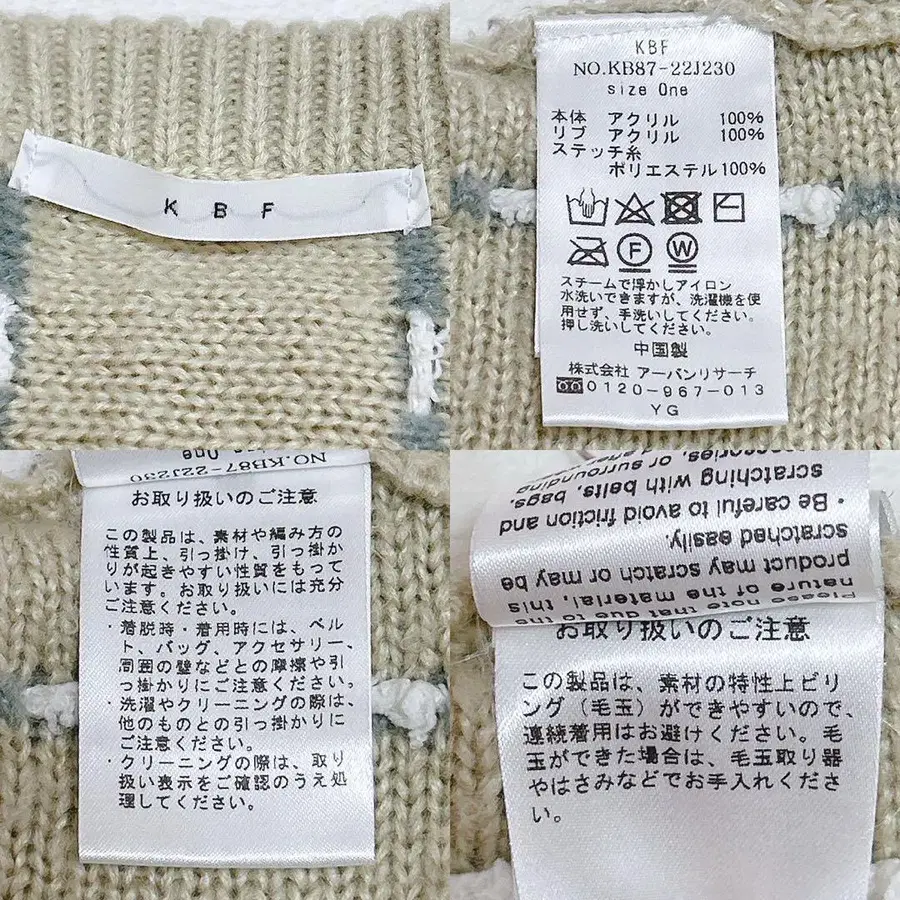 K B F
KBF
NO.KB87-22J230
size One
本体 アクリル 100%
リブ アクリル 100%
ステッチ糸
ポリエステル100%
F W
スチームで浮かしアイロン
水洗いできますが、洗濯機を使
用せず、手洗いしてください。
押し洗いしてください。
中国製
株式会社 アーバンリサーチ
0120-967-013
YG
size One
NO.KB87-22J230
お取り扱いのご注意
この製品は、素材や編み方の
性質上、引っ掛け、引っ掛か
りが起きやすい性質をもって
います。お取り扱いには充分
ご注意ください。
・着脱時・着用時には、ベル
ト、バッグ、アクセサリー、
周囲の壁などとの摩擦や引
っ掛かりにご注意ください。
・洗濯やクリーニングの際は、
他のものとの引っ掛かりに
ご注意ください。
・クリーニングの際は、取り
扱い表示をご確認のうえ処
理してください。
Please note that due to the
nature of the material, this
product may scratch or may be
scratched easily.
・Be careful to avoid friction and
scratching with belts, bags,
accessories, or surrounding
お取り扱いのご注意
この製品は、素材の特性上ピリ
ング（毛玉）ができやすいので、
連続着用はお避けください。毛
玉ができた場合は、毛玉取り器
やはさみなどでお手入れくださ
い。